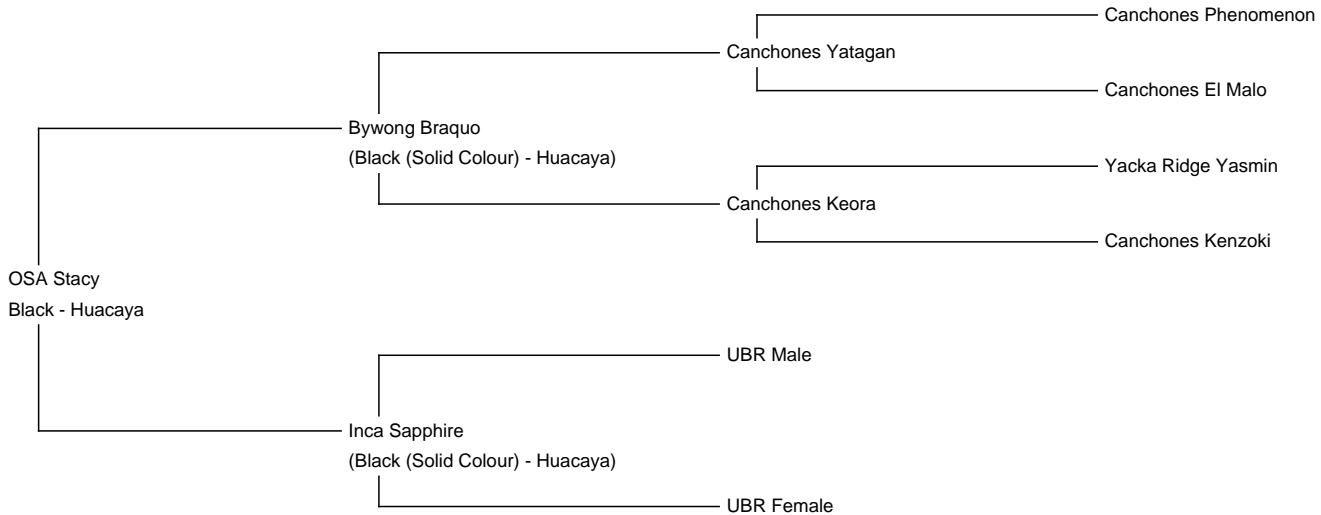 Canchones Phenomenon
Canchones Yatagan
Canchones El Malo
Bywong Braquo
(Black (Solid Colour) - Huacaya)
Yacka Ridge Yasmin
Canchones Keora
Canchones Kenzoki
OSA Stacy
Black - Huacaya
UBR Male
Inca Sapphire
(Black (Solid Colour) - Huacaya)
UBR Female